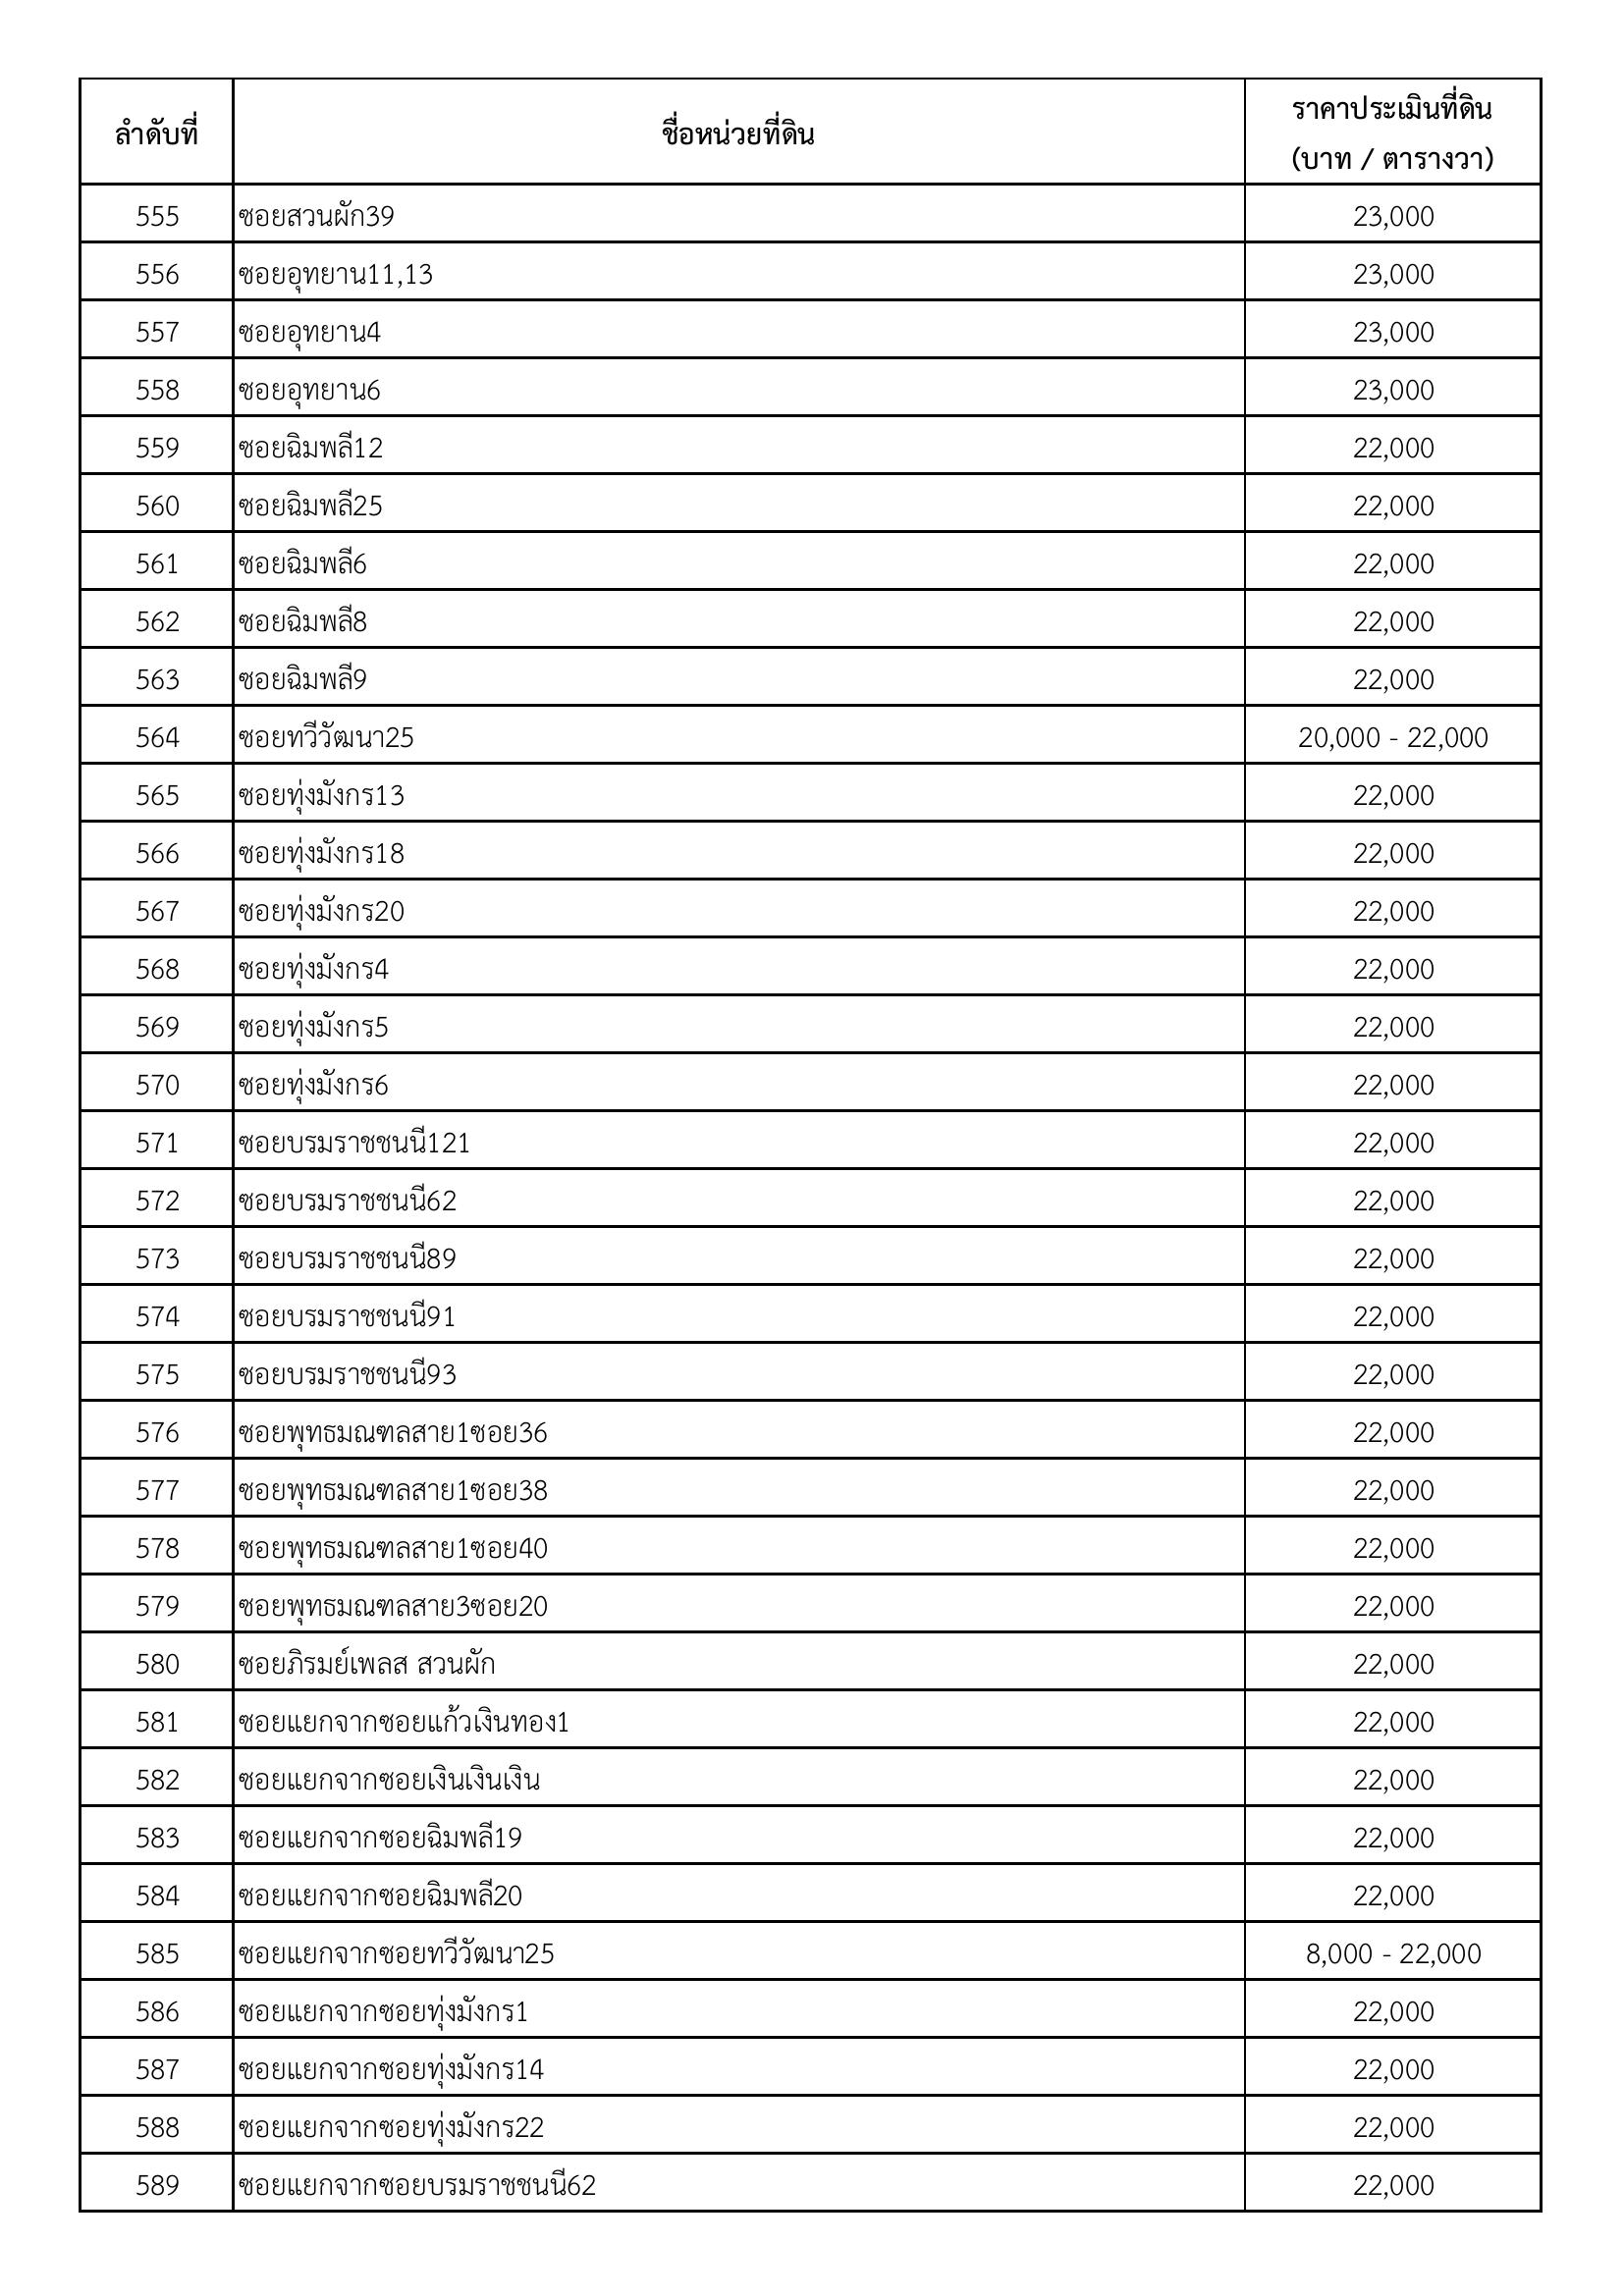 ลำดับที่ ชื่อหน่วยที่ดิน ราคาประเมินที่ดิน
(บาท / ตารางวา)
555 ซอยสวนผัก39 23,000
556 ซอยอุทยาน11,13 23,000
557 ซอยอุทยาน4 23,000
558 ซอยอุทยาน6 23,000
559 ซอยฉิมพลี12 22,000
560 ซอยฉิมพลี25 22,000
561 ซอยฉิมพลี6 22,000
562 ซอยฉิมพลี8 22,000
563 ซอยฉิมพลี9 22,000
564 ซอยทวีวัฒนา25 20,000 - 22,000
565 ซอยทุ่งมังกร13 22,000
566 ซอยทุ่งมังกร18 22,000
567 ซอยทุ่งมังกร20 22,000
568 ซอยทุ่งมังกร4 22,000
569 ซอยทุ่งมังกร5 22,000
570 ซอยทุ่งมังกร6 22,000
571 ซอยบรมราชชนนี121 22,000
572 ซอยบรมราชชนนี62 22,000
573 ซอยบรมราชชนนี89 22,000
574 ซอยบรมราชชนนี91 22,000
575 ซอยบรมราชชนนี93 22,000
576 ซอยพุทธมณฑลสาย1ซอย36 22,000
577 ซอยพุทธมณฑลสาย1ซอย38 22,000
578 ซอยพุทธมณฑลสาย1ซอย40 22,000
579 ซอยพุทธมณฑลสาย3ซอย20 22,000
580 ซอยภิรมย์เพลส สวนผัก 22,000
581 ซอยแยกจากซอยแก้วเงินทอง1 22,000
582 ซอยแยกจากซอยเงินเงินเงิน 22,000
583 ซอยแยกจากซอยฉิมพลี19 22,000
584 ซอยแยกจากซอยฉิมพลี20 22,000
585 ซอยแยกจากซอยทวีวัฒนา25 8,000 - 22,000
586 ซอยแยกจากซอยทุ่งมังกร1 22,000
587 ซอยแยกจากซอยทุ่งมังกร14 22,000
588 ซอยแยกจากซอยทุ่งมังกร22 22,000
589 ซอยแยกจากซอยบรมราชชนนี62 22,000